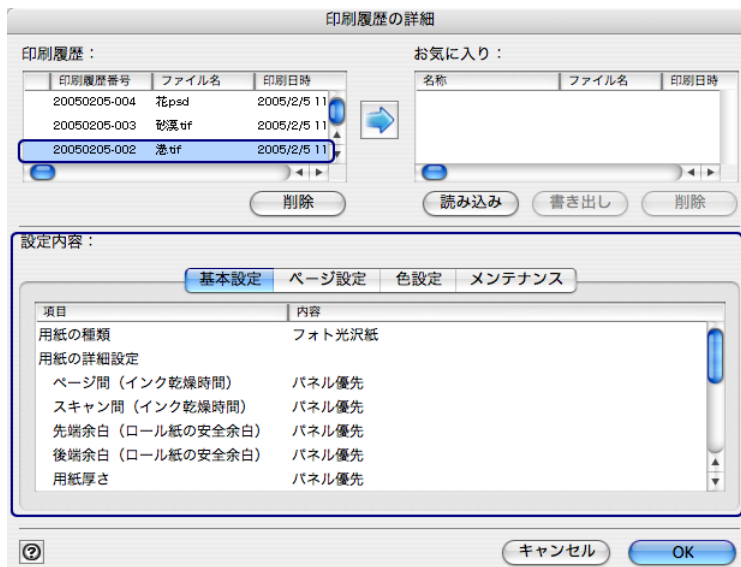 印刷履歴の詳細
印刷履歴：
お気に入り：
印刷履歴番号 ファイル名 印刷日時
名称 ファイル名 印刷日時
20050205-004 花psd 2005/2/5 11
20050205-003 砂漠tif 2005/2/5 11
20050205-002 港tif 2005/2/5 11
削除
読み込み 書き出し 削除
設定内容：
基本設定 ページ設定 色設定 メンテナンス
項目 内容
用紙の種類 フォト光沢紙
用紙の詳細設定
ページ間（インク乾燥時間） パネル優先
スキャン間（インク乾燥時間） パネル優先
先端余白（ロール紙の安全余白） パネル優先
後端余白（ロール紙の安全余白） パネル優先
用紙厚さ パネル優先
? キャンセル OK